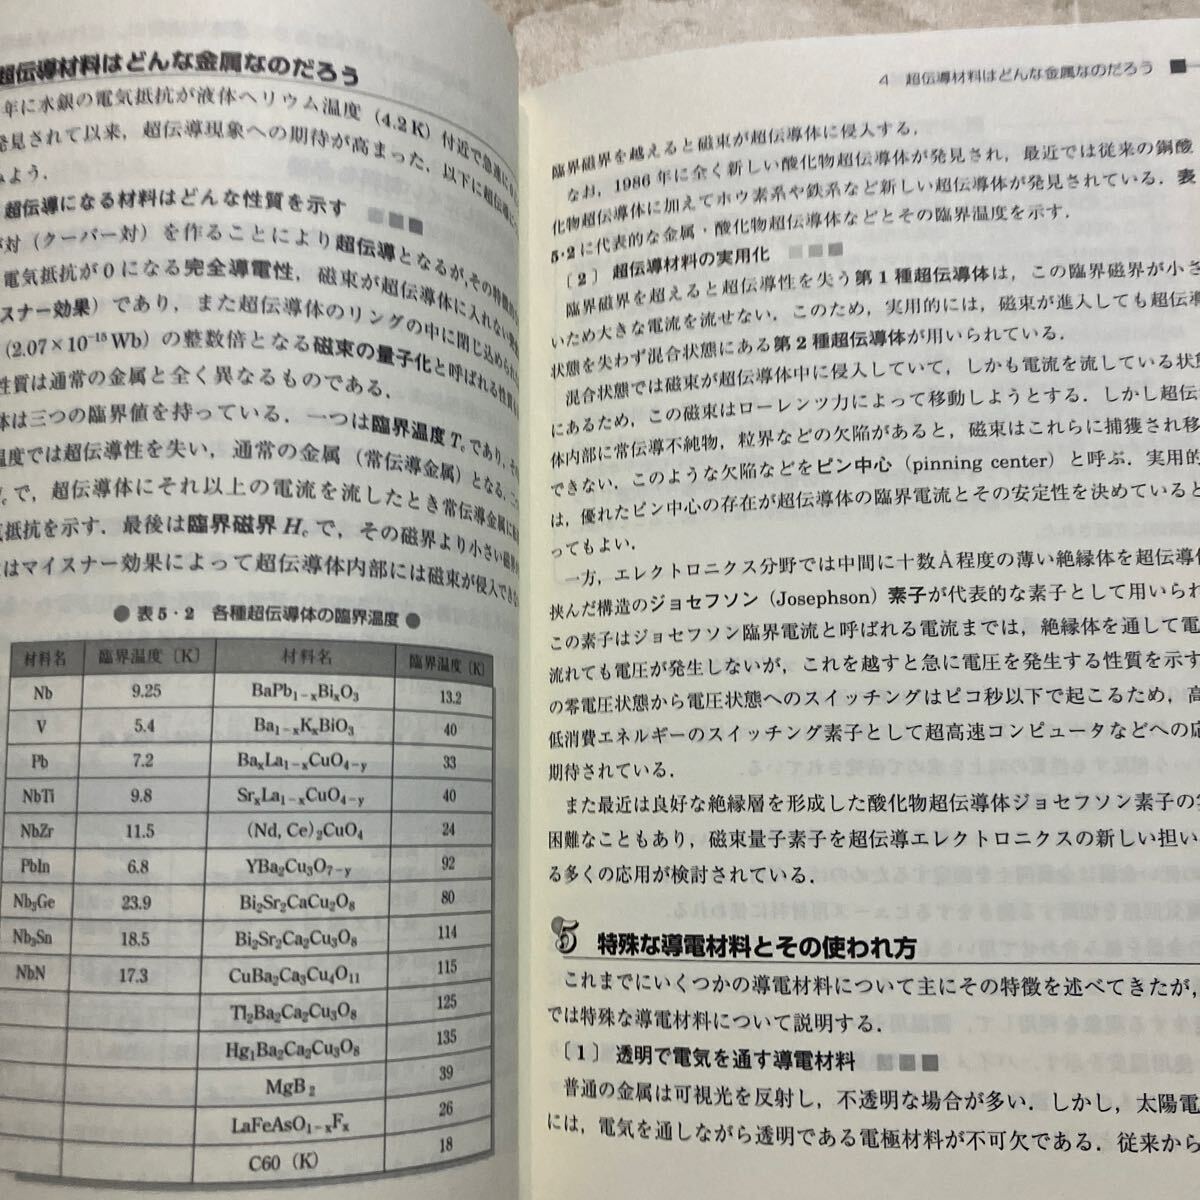 超伝導材料はどんな金属なのだろう
年に水銀の電気抵抗が液体ヘリウム温度（4.2 K）付近で急速に
発見されて以来，超伝導現象への期待が高まった．以下に超伝導に
みよう．
超伝導になる材料はどんな性質を示す
対（クーパー対）を作ることにより超伝導となるが，その特徴的
電気抵抗が0になる完全導電性，磁束が超伝導体に入れない
スナー効果）であり，また超伝導体のリングの中に閉じ込められ
（2.07×10⁻¹⁵ Wb）の整数倍となる磁束の量子化と呼ばれる性質
性質は通常の金属と全く異なるものである．
体は三つの臨界値を持っている．一つは臨界温度Tcであり，
温度では超伝導性を失い，通常の金属（常伝導金属）となる．
cで，超伝導体にそれ以上の電流を流したとき常伝導金属に
抵抗を示す．最後は臨界磁界Hcで，その磁界より小さい磁界
はマイスナー効果によって超伝導体内部には磁束が侵入できな
●表5・2 各種超伝導体の臨界温度●
材料名 臨界温度〔K〕 材料名 臨界温度〔K〕
Nb 9.25 BaPb₁₋ₓBiₓO₃ 13.2
V 5.4 Ba₁₋ₓKₓBiO₃ 40
Pb 7.2 BaₓLa₁₋ₓCuO₄₋y 33
NbTi 9.8 SrₓLa₁₋ₓCuO₄₋y 40
NbZr 11.5 (Nd, Ce)₂CuO₄ 24
PbIn 6.8 YBa₂Cu₃O₇₋y 92
Nb₃Ge 23.9 Bi₂Sr₂CaCu₂O₈ 80
Nb₃Sn 18.5 Bi₂Sr₂Ca₂Cu₃O₈ 114
NbN 17.3 CuBa₂Ca₃Cu₄O₁₁ 115
Tl₂Ba₂Ca₂Cu₃O₈ 125
Hg₁Ba₂Ca₂Cu₃O₈ 135
MgB₂ 39
LaFeAsO₁₋ₓFₓ 26
C60（K） 18
4 超伝導材料はどんな金属なのだろう
臨界磁界を越えると磁束が超伝導体に侵入する．
なお，1986年に全く新しい酸化物超伝導体が発見され，最近では従来の銅酸
化物超伝導体に加えてホウ素系や鉄系など新しい超伝導体が発見されている．表
5・2に代表的な金属・酸化物超伝導体などとその臨界温度を示す．
〔2〕超伝導材料の実用化
臨界磁界を超えると超伝導性を失う第1種超伝導体は，この臨界磁界が小さ
いため大きな電流を流せない．このため，実用的には，磁束が進入しても超伝導
状態を失わず混合状態にある第2種超伝導体が用いられている．
混合状態では磁束が超伝導体中に侵入していて，しかも電流を流している状態
にあるため，この磁束はローレンツ力によって移動しようとする．しかし超伝導
体内部に常伝導不純物，粒界などの欠陥があると，磁束はこれらに捕獲され移
できない．このような欠陥などをピン中心（pinning center）と呼ぶ．実用的
は，優れたピン中心の存在が超伝導体の臨界電流とその安定性を決めていると
ってもよい．
一方，エレクトロニクス分野では中間に十数Å程度の薄い絶縁体を超伝導体
挟んだ構造のジョセフソン（Josephson）素子が代表的な素子として用いられ
この素子はジョセフソン臨界電流と呼ばれる電流までは，絶縁体を通して電
流れても電圧が発生しないが，これを越すと急に電圧を発生する性質を示す
の零電圧状態から電圧状態へのスイッチングはピコ秒以下で起こるため，高
低消費エネルギーのスイッチング素子として超高速コンピュータなどへの応
期待されている．
また最近は良好な絶縁層を形成した酸化物超伝導体ジョセフソン素子の
困難なこともあり，磁束量子素子を超伝導エレクトロニクスの新しい担い
る多くの応用が検討されている．
5 特殊な導電材料とその使われ方
これまでにいくつかの導電材料について主にその特徴を述べてきたが，
では特殊な導電材料について説明する．
〔1〕透明で電気を通す導電材料
普通の金属は可視光を反射し，不透明な場合が多い．しかし，太陽電
には，電気を通しながら透明である電極材料が不可欠である．従来から